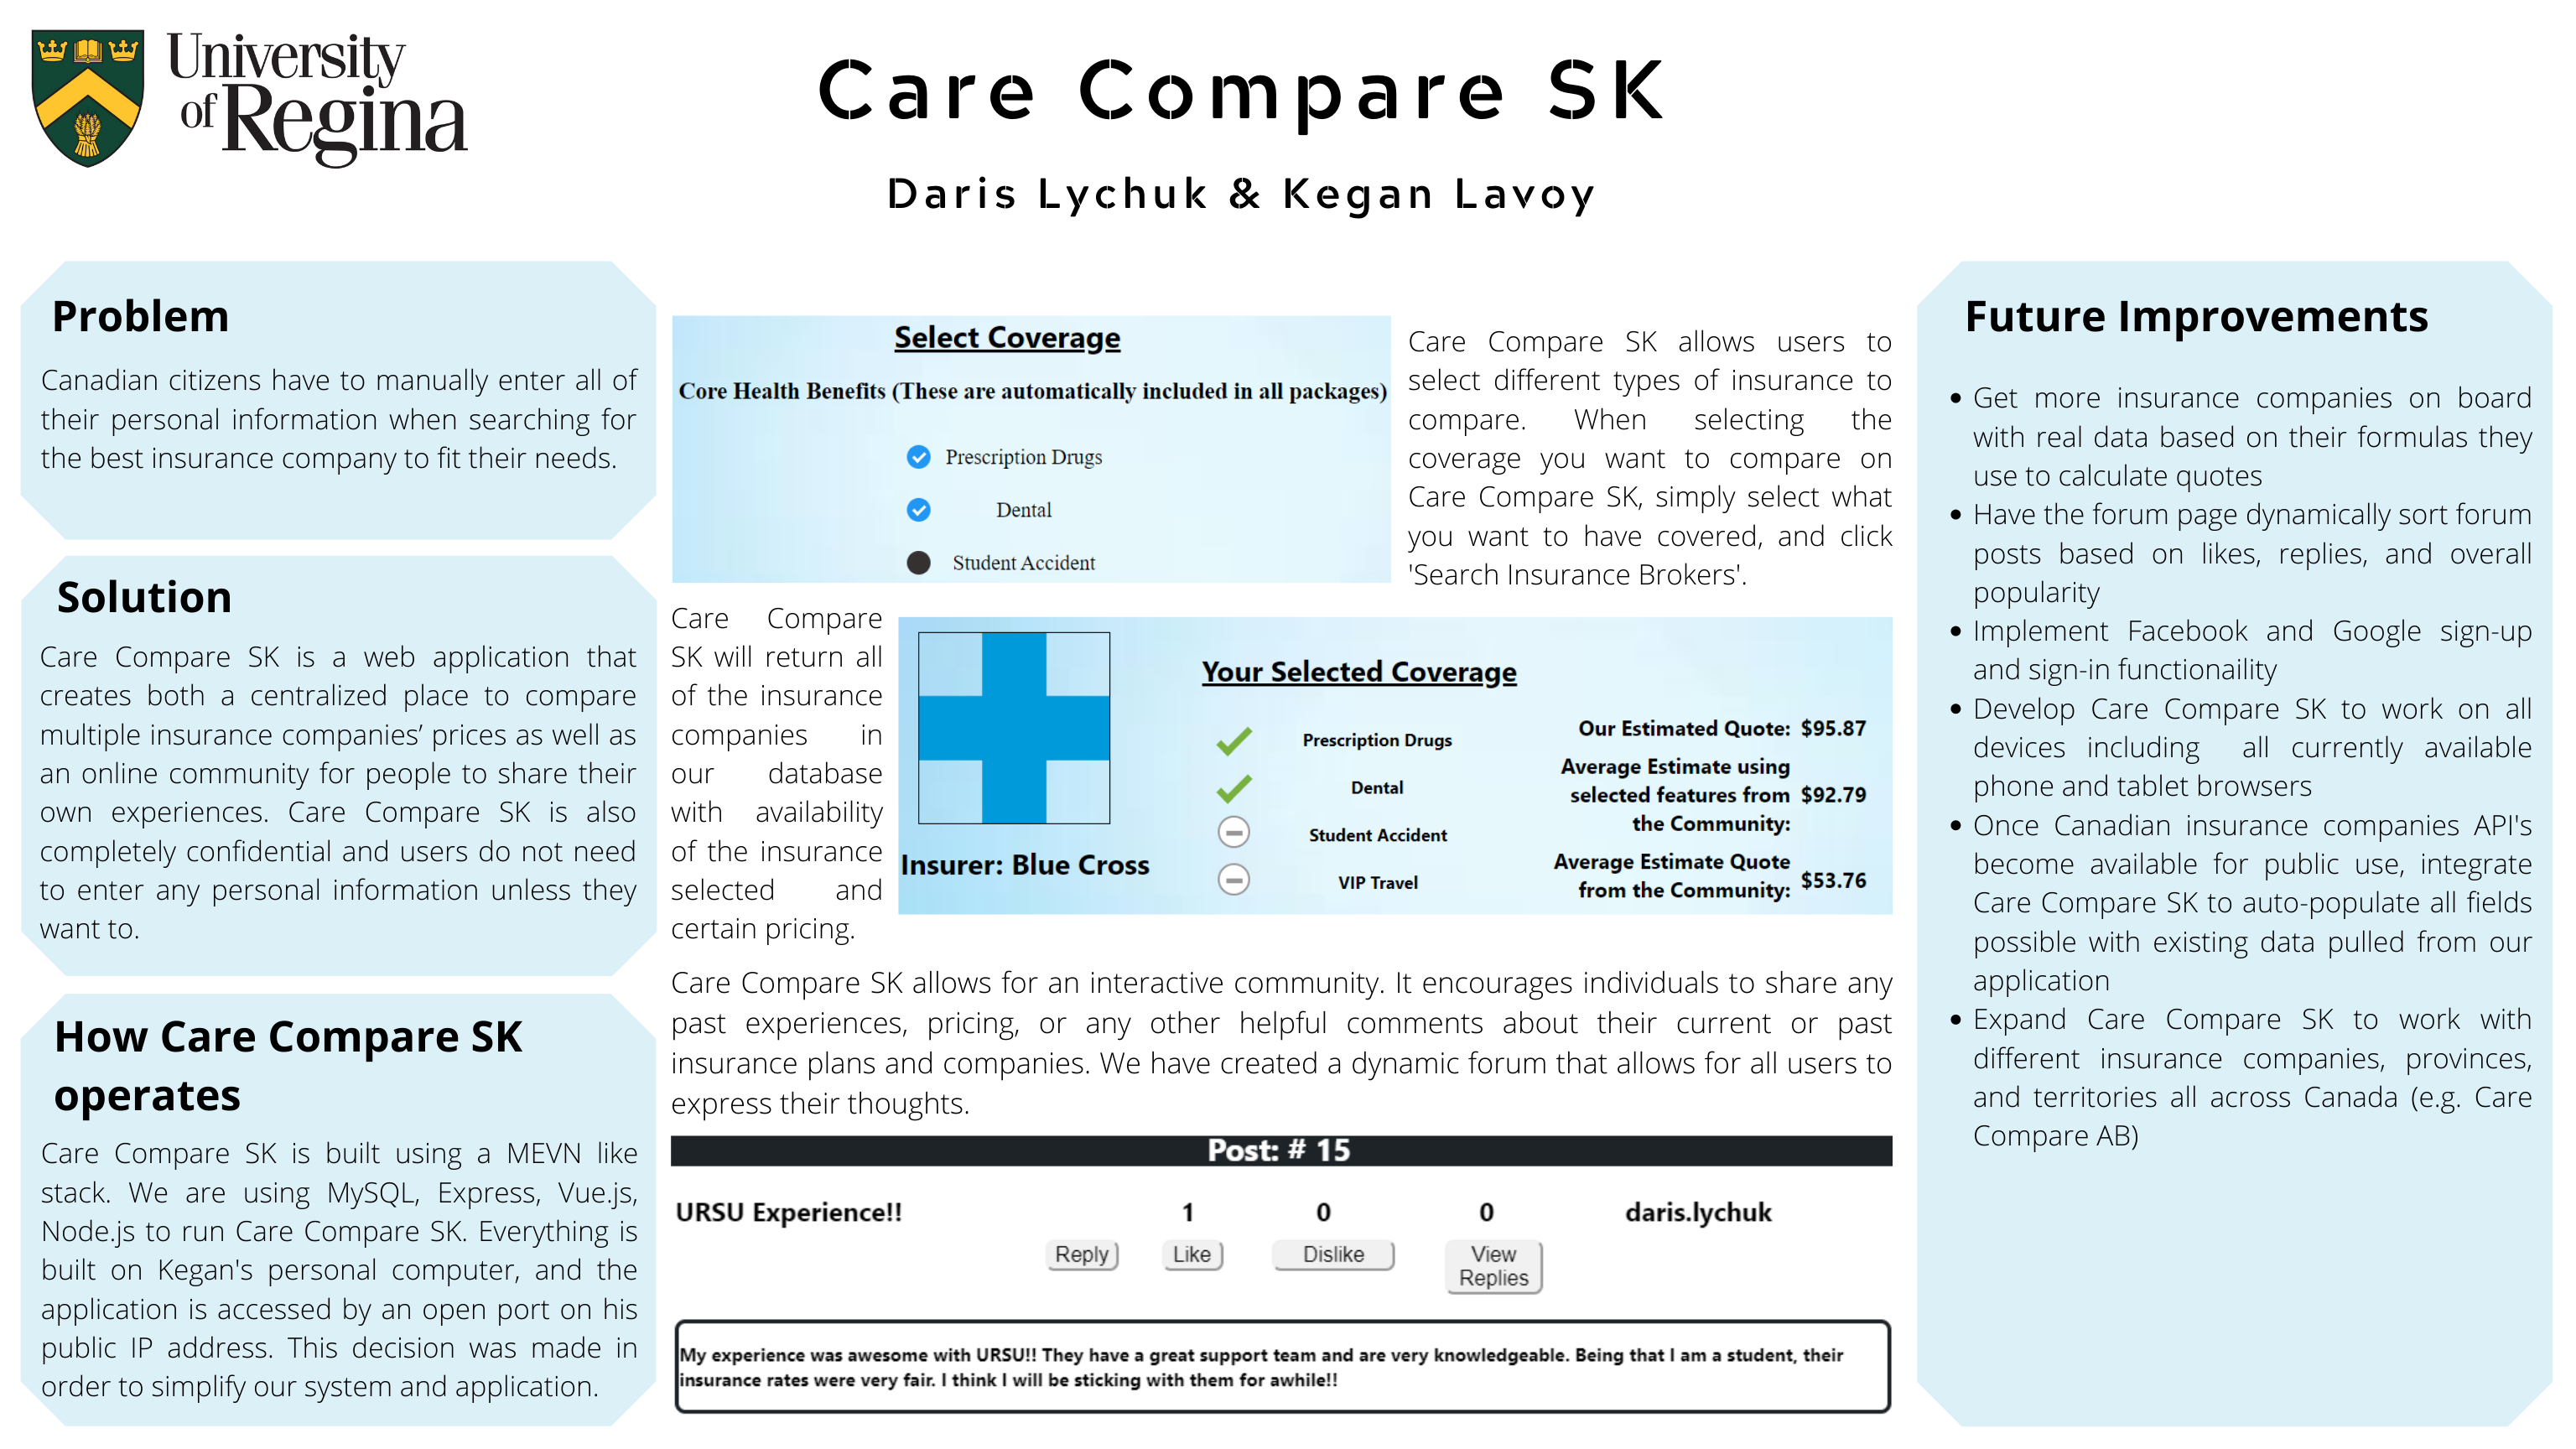 University
of Regina
Care Compare SK
Daris Lychuk & Kegan Lavoy
Problem
Canadian citizens have to manually enter all of
their personal information when searching for
the best insurance company to fit their needs.
Solution
Care Compare SK is a web application that
creates both a centralized place to compare
multiple insurance companies’ prices as well as
an online community for people to share their
own experiences. Care Compare SK is also
completely confidential and users do not need
to enter any personal information unless they
want to.
How Care Compare SK
operates
Care Compare SK is built using a MEVN like
stack. We are using MySQL, Express, Vue.js,
Node.js to run Care Compare SK. Everything is
built on Kegan's personal computer, and the
application is accessed by an open port on his
public IP address. This decision was made in
order to simplify our system and application.
Select Coverage
Core Health Benefits (These are automatically included in all packages)
Prescription Drugs
Dental
Student Accident
Care Compare SK allows users to
select different types of insurance to
compare. When selecting the
coverage you want to compare on
Care Compare SK, simply select what
you want to have covered, and click
'Search Insurance Brokers'.
Care Compare
SK will return all
of the insurance
companies in
our database
with availability
of the insurance
selected and
certain pricing.
Insurer: Blue Cross
Your Selected Coverage
Prescription Drugs
Dental
Student Accident
VIP Travel
Our Estimated Quote: $95.87
Average Estimate using
selected features from $92.79
the Community:
Average Estimate Quote
from the Community: $53.76
Care Compare SK allows for an interactive community. It encourages individuals to share any
past experiences, pricing, or any other helpful comments about their current or past
insurance plans and companies. We have created a dynamic forum that allows for all users to
express their thoughts.
Post: # 15
URSU Experience!! 1 0 0 daris.lychuk
Reply Like Dislike View
Replies
My experience was awesome with URSU!! They have a great support team and are very knowledgeable. Being that I am a student, their
insurance rates were very fair. I think I will be sticking with them for awhile!!
Future Improvements
• Get more insurance companies on board
with real data based on their formulas they
use to calculate quotes
• Have the forum page dynamically sort forum
posts based on likes, replies, and overall
popularity
• Implement Facebook and Google sign-up
and sign-in functionaility
• Develop Care Compare SK to work on all
devices including all currently available
phone and tablet browsers
• Once Canadian insurance companies API's
become available for public use, integrate
Care Compare SK to auto-populate all fields
possible with existing data pulled from our
application
• Expand Care Compare SK to work with
different insurance companies, provinces,
and territories all across Canada (e.g. Care
Compare AB)